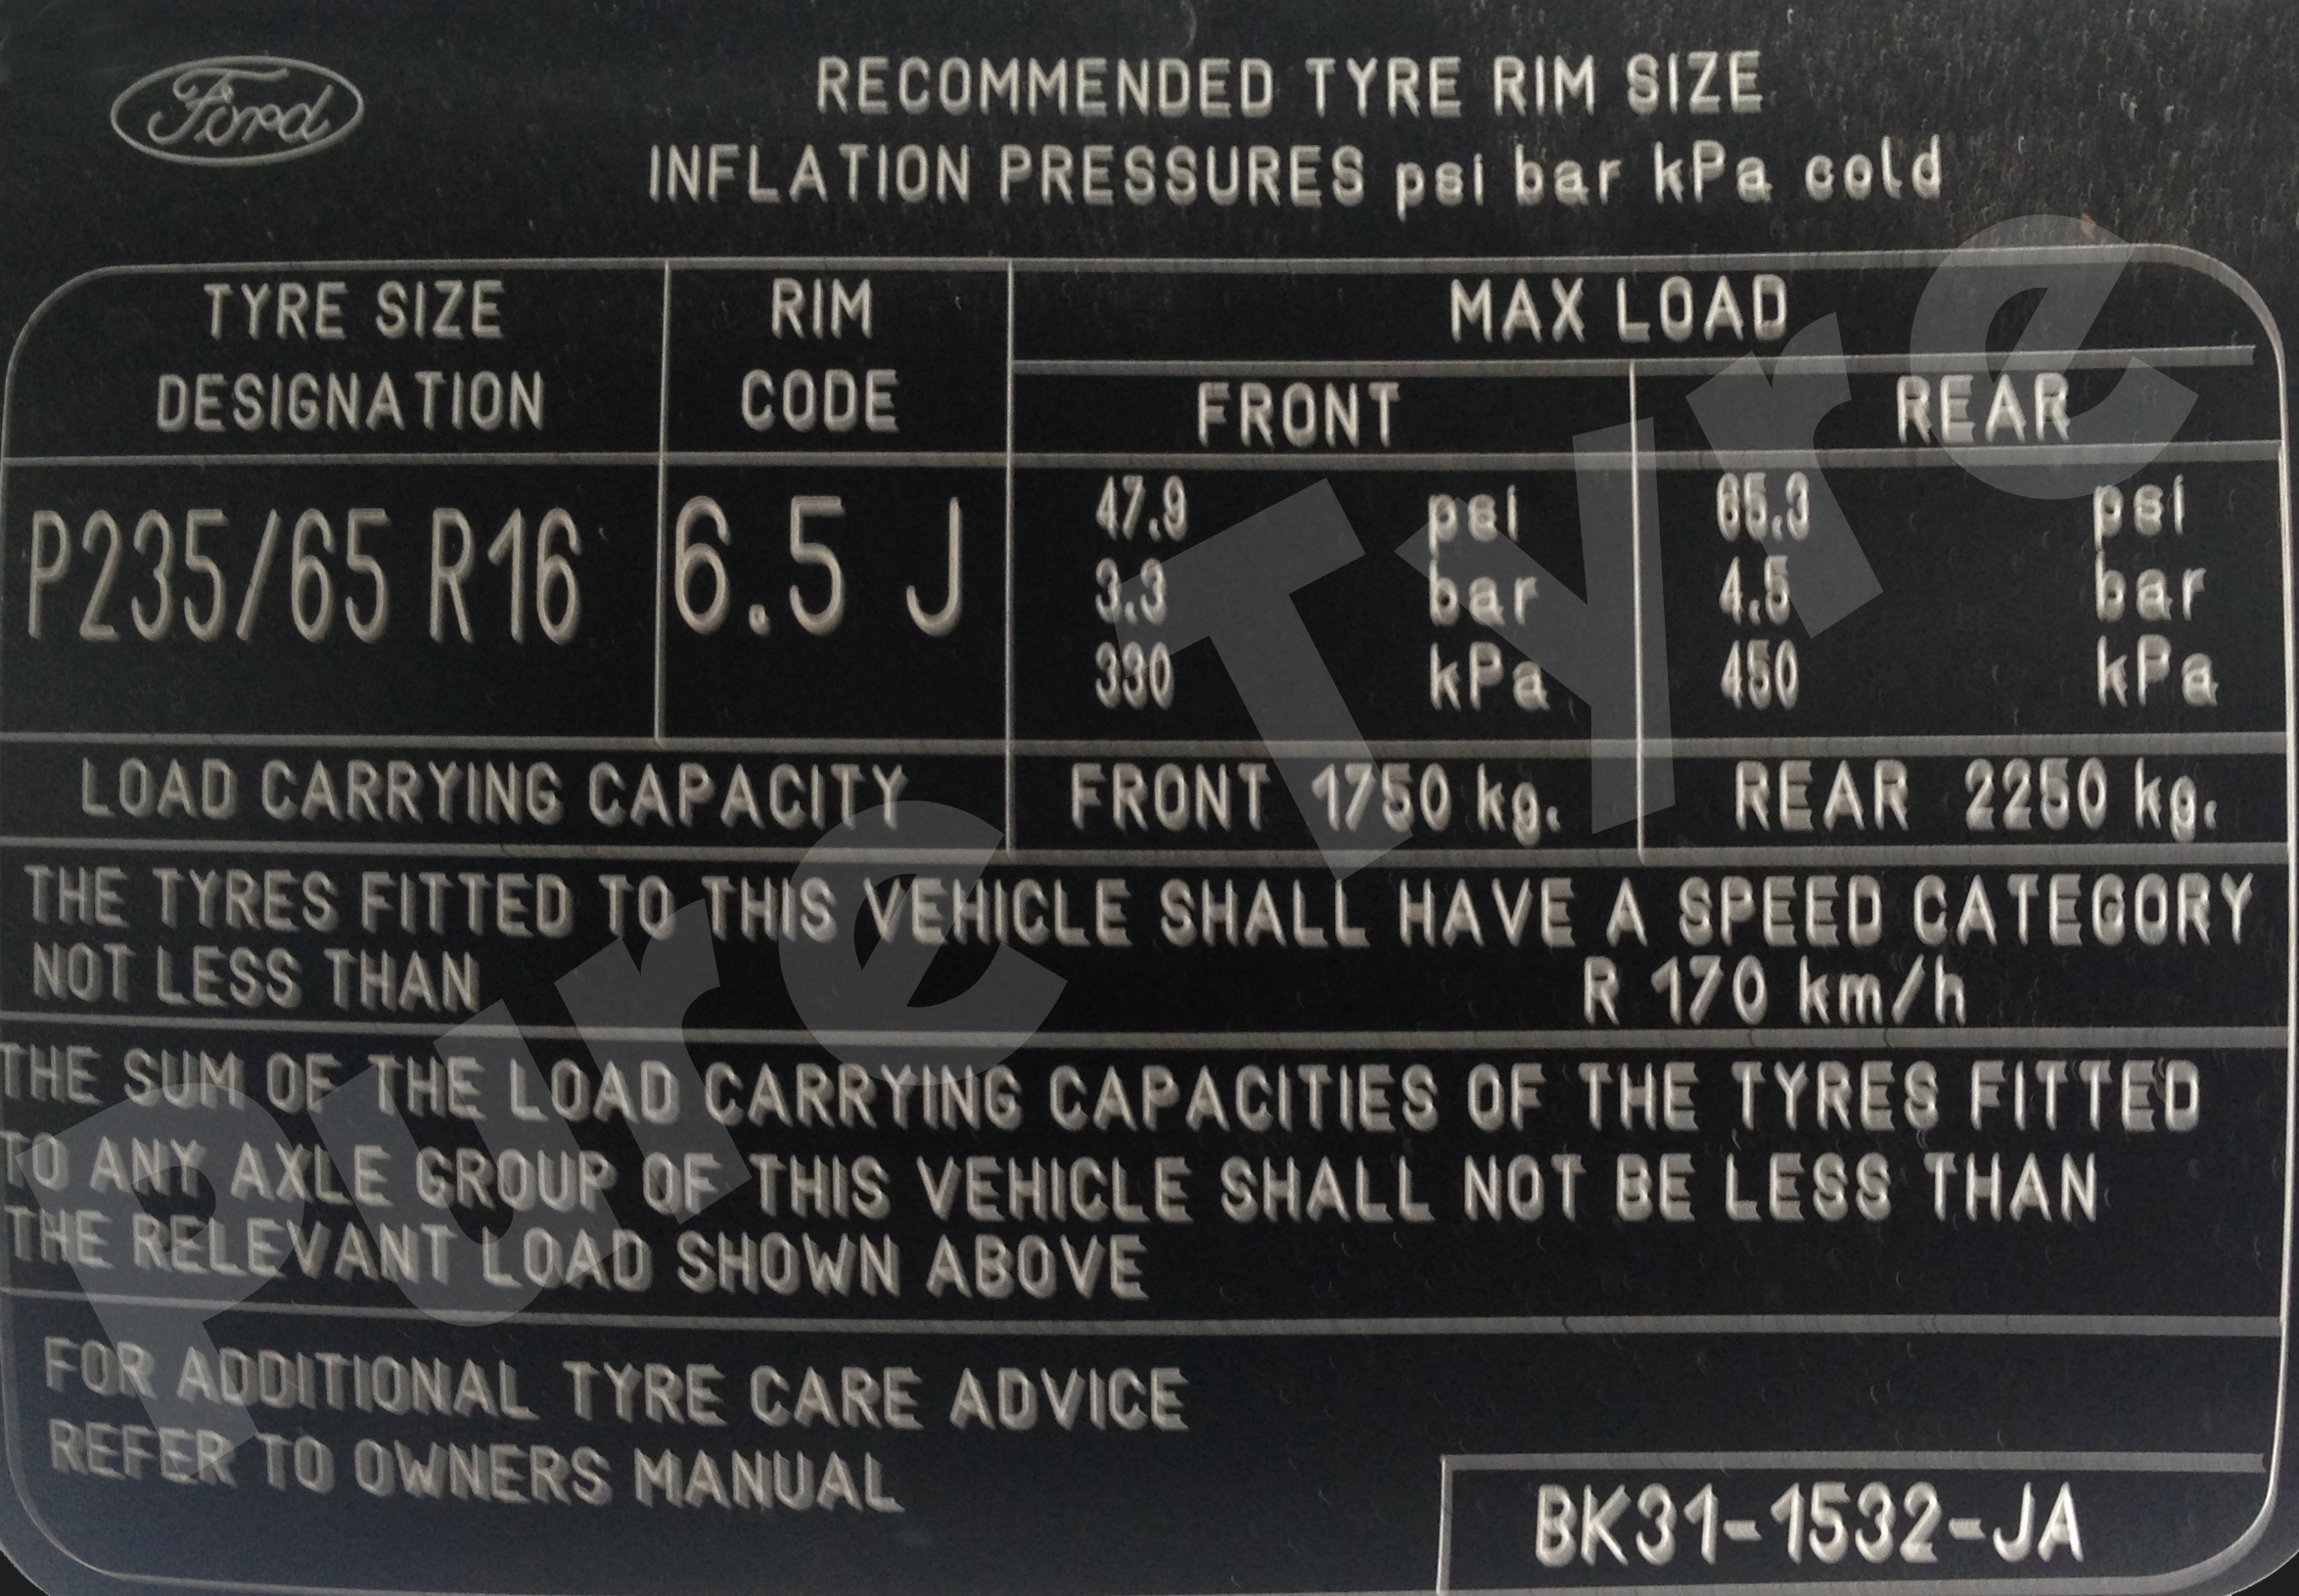 Ford
RECOMMENDED TYRE RIM SIZE
INFLATION PRESSURES psi bar kPa cold
TYRE SIZE DESIGNATION
RIM CODE
MAX LOAD
FRONT
REAR
P235/65 R16
6.5 J
47.9 psi
3.3 bar
330 kPa
65.3 psi
4.5 bar
450 kPa
LOAD CARRYING CAPACITY
FRONT 1750 kg.
REAR 2250 kg.
THE TYRES FITTED TO THIS VEHICLE SHALL HAVE A SPEED CATEGORY
NOT LESS THAN
R 170 km/h
THE SUM OF THE LOAD CARRYING CAPACITIES OF THE TYRES FITTED
TO ANY AXLE GROUP OF THIS VEHICLE SHALL NOT BE LESS THAN
THE RELEVANT LOAD SHOWN ABOVE
FOR ADDITIONAL TYRE CARE ADVICE
REFER TO OWNERS MANUAL
BK31-1532-JA
Pure Tyre